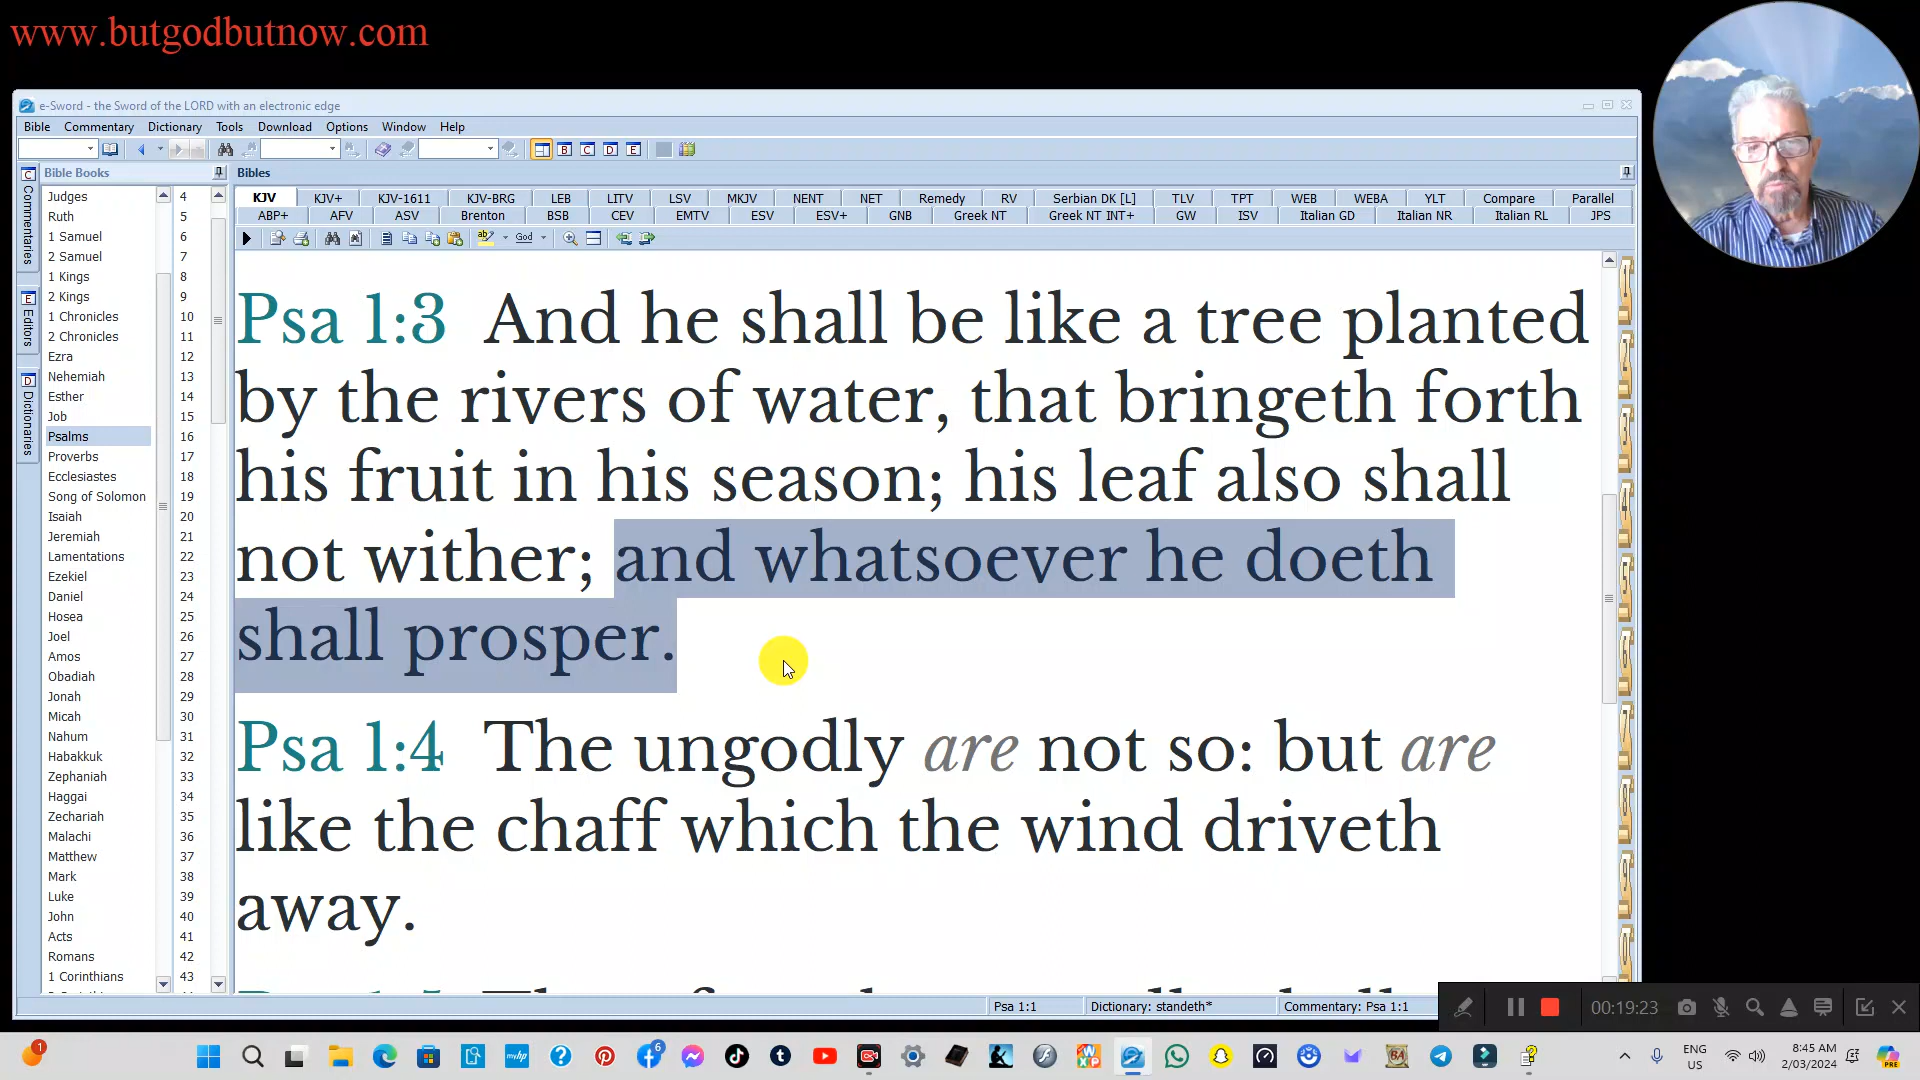 www.butgodbutnow.com
e-Sword - the Sword of the LORD with an electronic edge
Bible Commentary Dictionary Tools Download Options Window Help
B C D E
Bible Books
Bibles
KJV KJV+ KJV-1611 KJV-BRG LEB LITV LSV MKJV NENT NET Remedy RV Serbian DK [L] TLV TPT WEB WEBA YLT Compare Parallel
ABP+ AFV ASV Brenton BSB CEV EMTV ESV ESV+ GNB Greek NT Greek NT INT+ GW ISV Italian GD Italian NR Italian RL JPS
God
C Commentaries
E Editors
D Dictionaries
Judges 4
Ruth 5
1 Samuel 6
2 Samuel 7
1 Kings 8
2 Kings 9
1 Chronicles 10
2 Chronicles 11
Ezra 12
Nehemiah 13
Esther 14
Job 15
Psalms 16
Proverbs 17
Ecclesiastes 18
Song of Solomon 19
Isaiah 20
Jeremiah 21
Lamentations 22
Ezekiel 23
Daniel 24
Hosea 25
Joel 26
Amos 27
Obadiah 28
Jonah 29
Micah 30
Nahum 31
Habakkuk 32
Zephaniah 33
Haggai 34
Zechariah 35
Malachi 36
Matthew 37
Mark 38
Luke 39
John 40
Acts 41
Romans 42
1 Corinthians 43
Psa 1:3 And he shall be like a tree planted
by the rivers of water, that bringeth forth
his fruit in his season; his leaf also shall
not wither; and whatsoever he doeth
shall prosper.
Psa 1:4 The ungodly are not so: but are
like the chaff which the wind driveth
away.
Psa 1:1
Dictionary: standeth*
Commentary: Psa 1:1
00:19:23
ENG
US
8:45 AM
2/03/2024